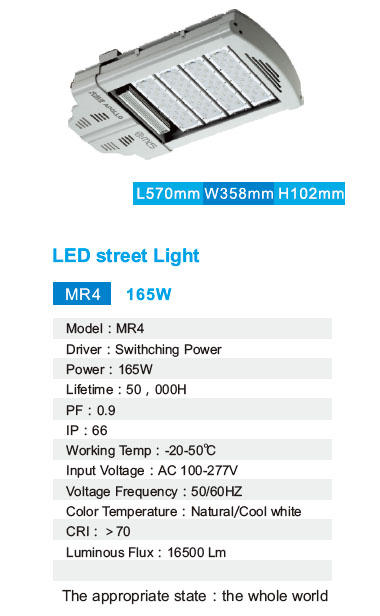 APOLLO
L570mm W358mm H102mm
LED street Light
MR4 165W
Model : MR4
Driver : Swithching Power
Power : 165W
Lifetime : 50 , 000H
PF : 0.9
IP : 66
Working Temp : -20-50℃
Input Voltage : AC 100-277V
Voltage Frequency : 50/60HZ
Color Temperature : Natural/Cool white
CRI : > 70
Luminous Flux : 16500 Lm
The appropriate state : the whole world